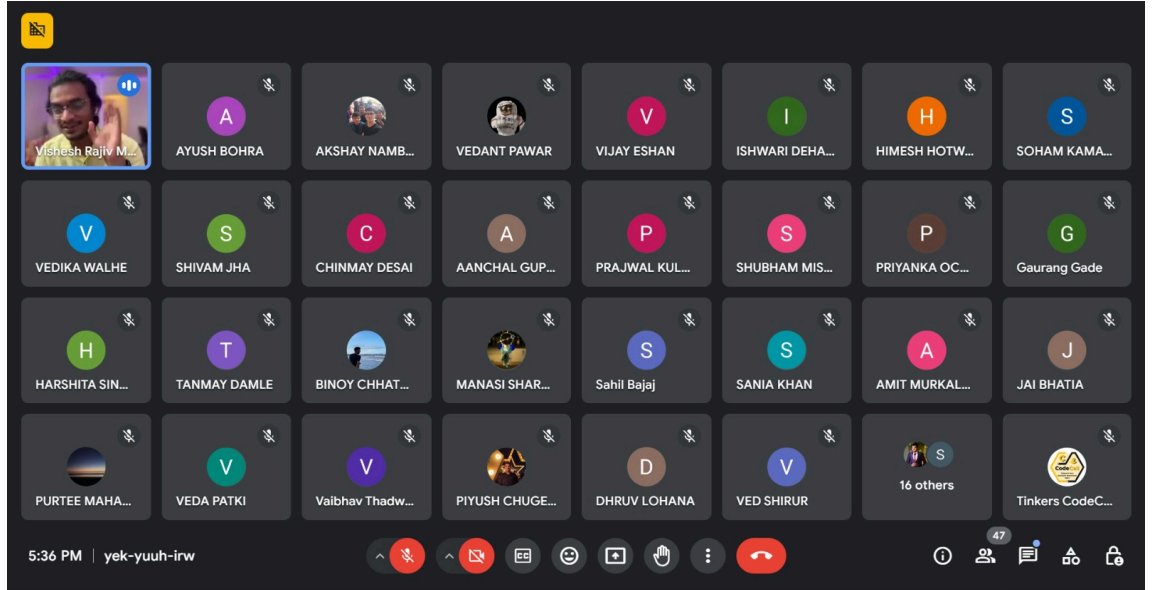 Vishesh Rajiv M...
A
AYUSH BOHRA
AKSHAY NAMB...
VEDANT PAWAR
V
VIJAY ESHAN
I
ISHWARI DEHA...
H
HIMESH HOTW...
S
SOHAM KAMA...
V
VEDIKA WALHE
S
SHIVAM JHA
C
CHINMAY DESAI
A
AANCHAL GUP...
P
PRAJWAL KUL...
S
SHUBHAM MIS...
P
PRIYANKA OC...
G
Gaurang Gade
H
HARSHITA SIN...
T
TANMAY DAMLE
BINOY CHHAT...
MANASI SHAR...
S
Sahil Bajaj
S
SANIA KHAN
A
AMIT MURKAL...
J
JAI BHATIA
PURTEE MAHA...
V
VEDA PATKI
V
Vaibhav Thadw...
PIYUSH CHUGE...
D
DHRUV LOHANA
V
VED SHIRUR
S
16 others
CodeCell
Tinkers CodeC...
5:36 PM | yek-yuuh-irw
CC
47